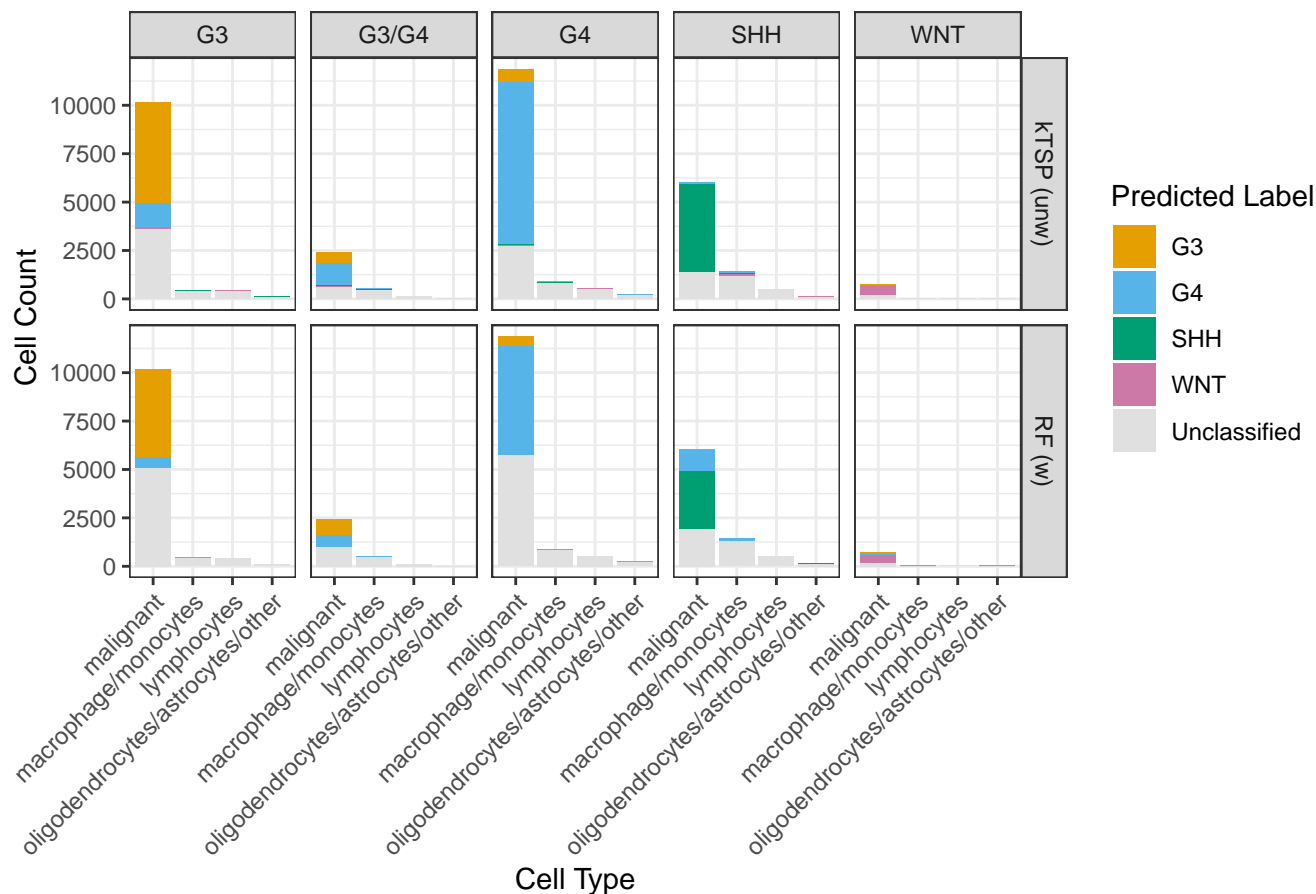 G3 G3/G4 G4 SHH WNT
10000
7500
5000
2500
0
kTSP (unw)
10000
7500
5000
2500
0
RF (w)
Cell Count
malignant
macrophage/monocytes
lymphocytes
oligodendrocytes/astrocytes/other
malignant
macrophage/monocytes
lymphocytes
oligodendrocytes/astrocytes/other
malignant
macrophage/monocytes
lymphocytes
oligodendrocytes/astrocytes/other
malignant
macrophage/monocytes
lymphocytes
oligodendrocytes/astrocytes/other
malignant
macrophage/monocytes
lymphocytes
oligodendrocytes/astrocytes/other
Cell Type
Predicted Label
G3
G4
SHH
WNT
Unclassified